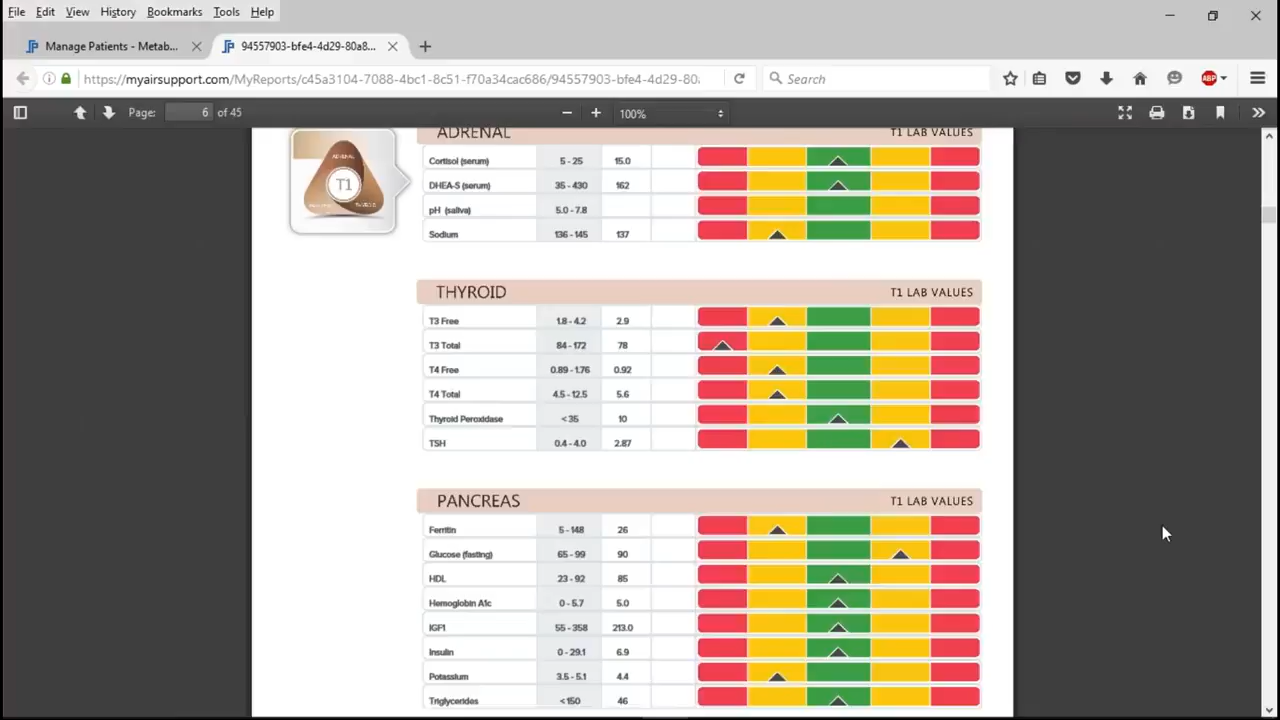 File Edit View History Bookmarks Tools Help
Manage Patients - Metab... 94557903-bfe4-4d29-80a8...
https://myairsupport.com/MyReports/c45a3104-7088-4bc1-8c51-f70a34cac686/94557903-bfe4-4d29-80 Search ABP
Page: 6 of 45 100%
ADRENAL T1 LAB VALUES
ADRENAL
T1
Cortisol (serum) 5 - 25 15.0
DHEA-S (serum) 35 - 430 162
pH (saliva) 5.0 - 7.8
Sodium 136 - 145 137
THYROID T1 LAB VALUES
T3 Free 1.8 - 4.2 2.9
T3 Total 84 - 172 78
T4 Free 0.89 - 1.76 0.92
T4 Total 4.5 - 12.5 5.6
Thyroid Peroxidase < 35 10
TSH 0.4 - 4.0 2.87
PANCREAS T1 LAB VALUES
Ferritin 5 - 148 26
Glucose (fasting) 65 - 99 90
HDL 23 - 92 85
Hemoglobin A1c 0 - 5.7 5.0
IGF1 55 - 358 213.0
Insulin 0 - 29.1 6.9
Potassium 3.5 - 5.1 4.4
Triglycerides < 150 46